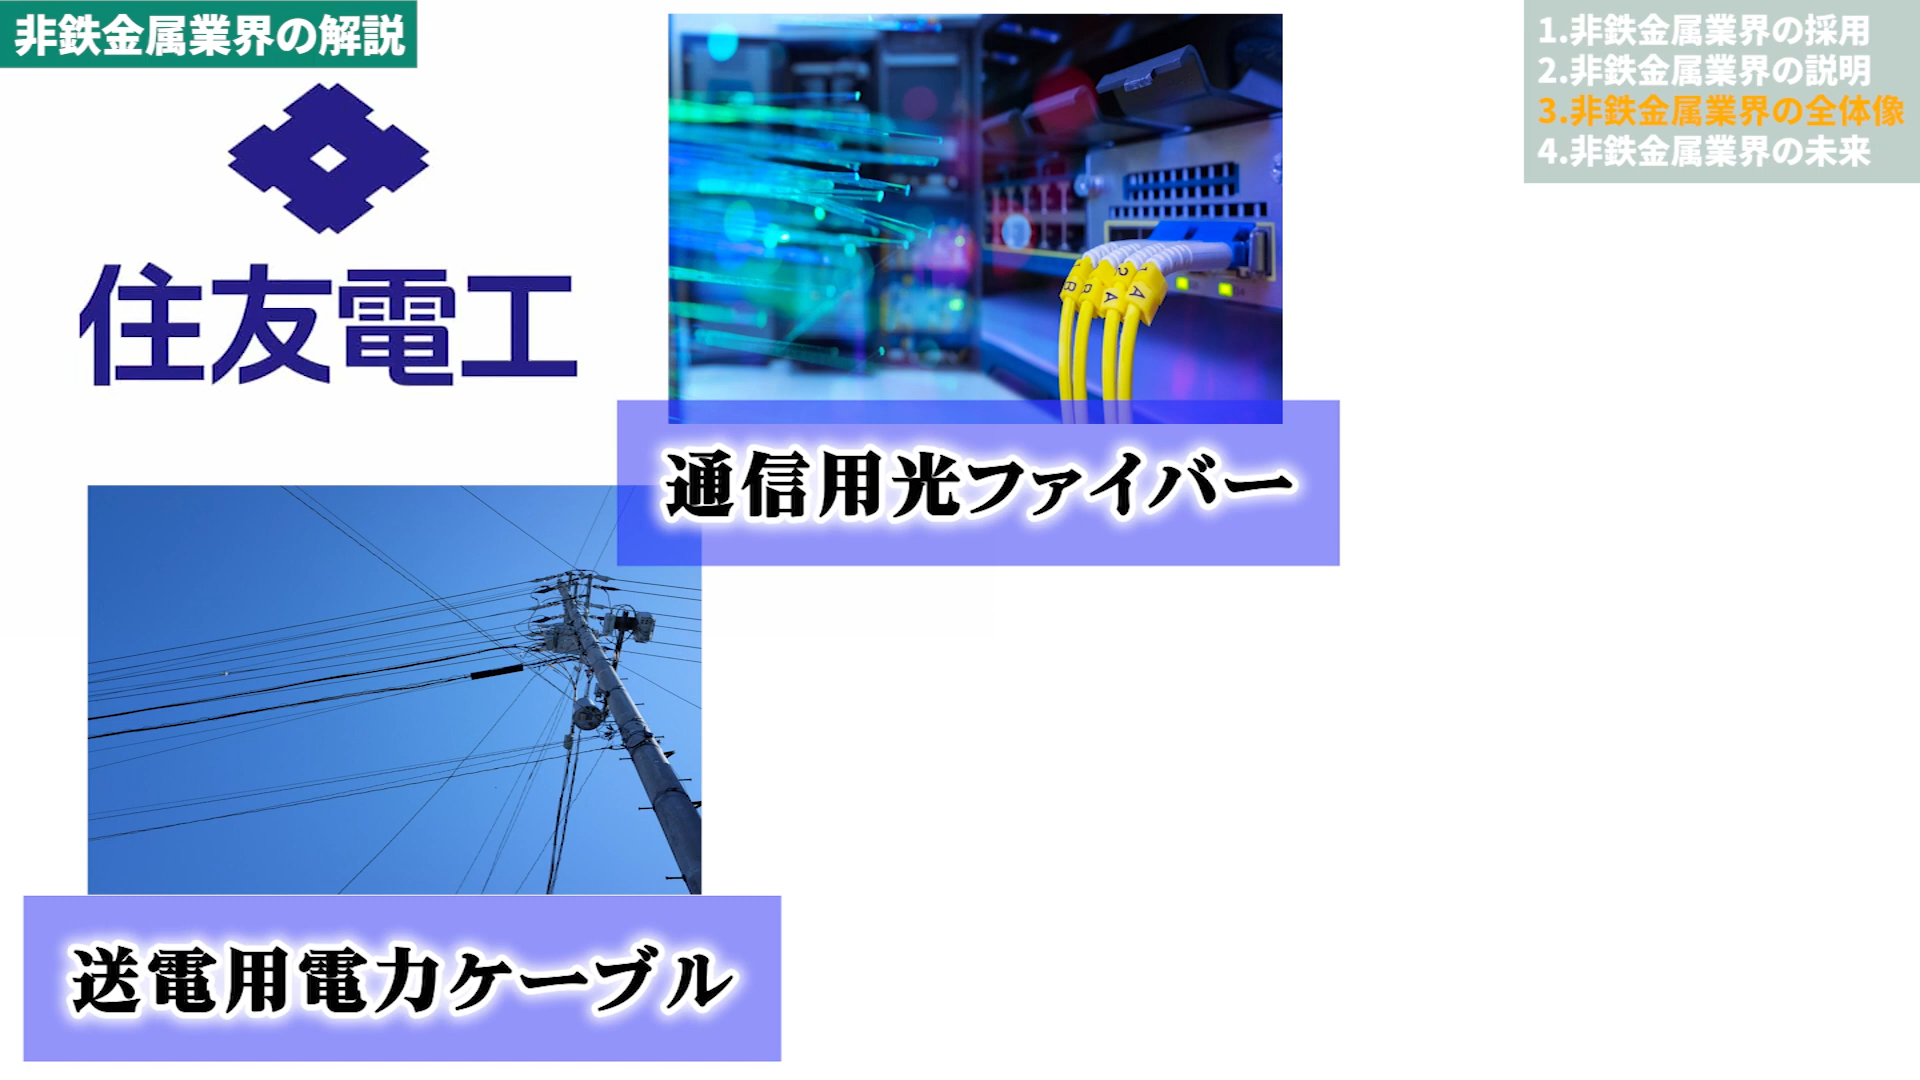 非鉄金属業界の解説
1.非鉄金属業界の採用
2.非鉄金属業界の説明
3.非鉄金属業界の全体像
4.非鉄金属業界の未来
住友電工
通信用光ファイバー
送電用電力ケーブル